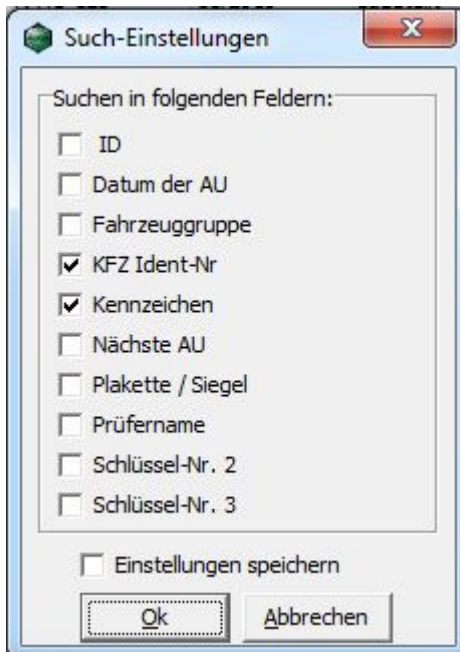 Such-Einstellungen
Suchen in folgenden Feldern:
ID
Datum der AU
Fahrzeuggruppe
KFZ Ident-Nr
Kennzeichen
Nächste AU
Plakette / Siegel
Prüfername
Schlüssel-Nr. 2
Schlüssel-Nr. 3
Einstellungen speichern
Ok Abbrechen